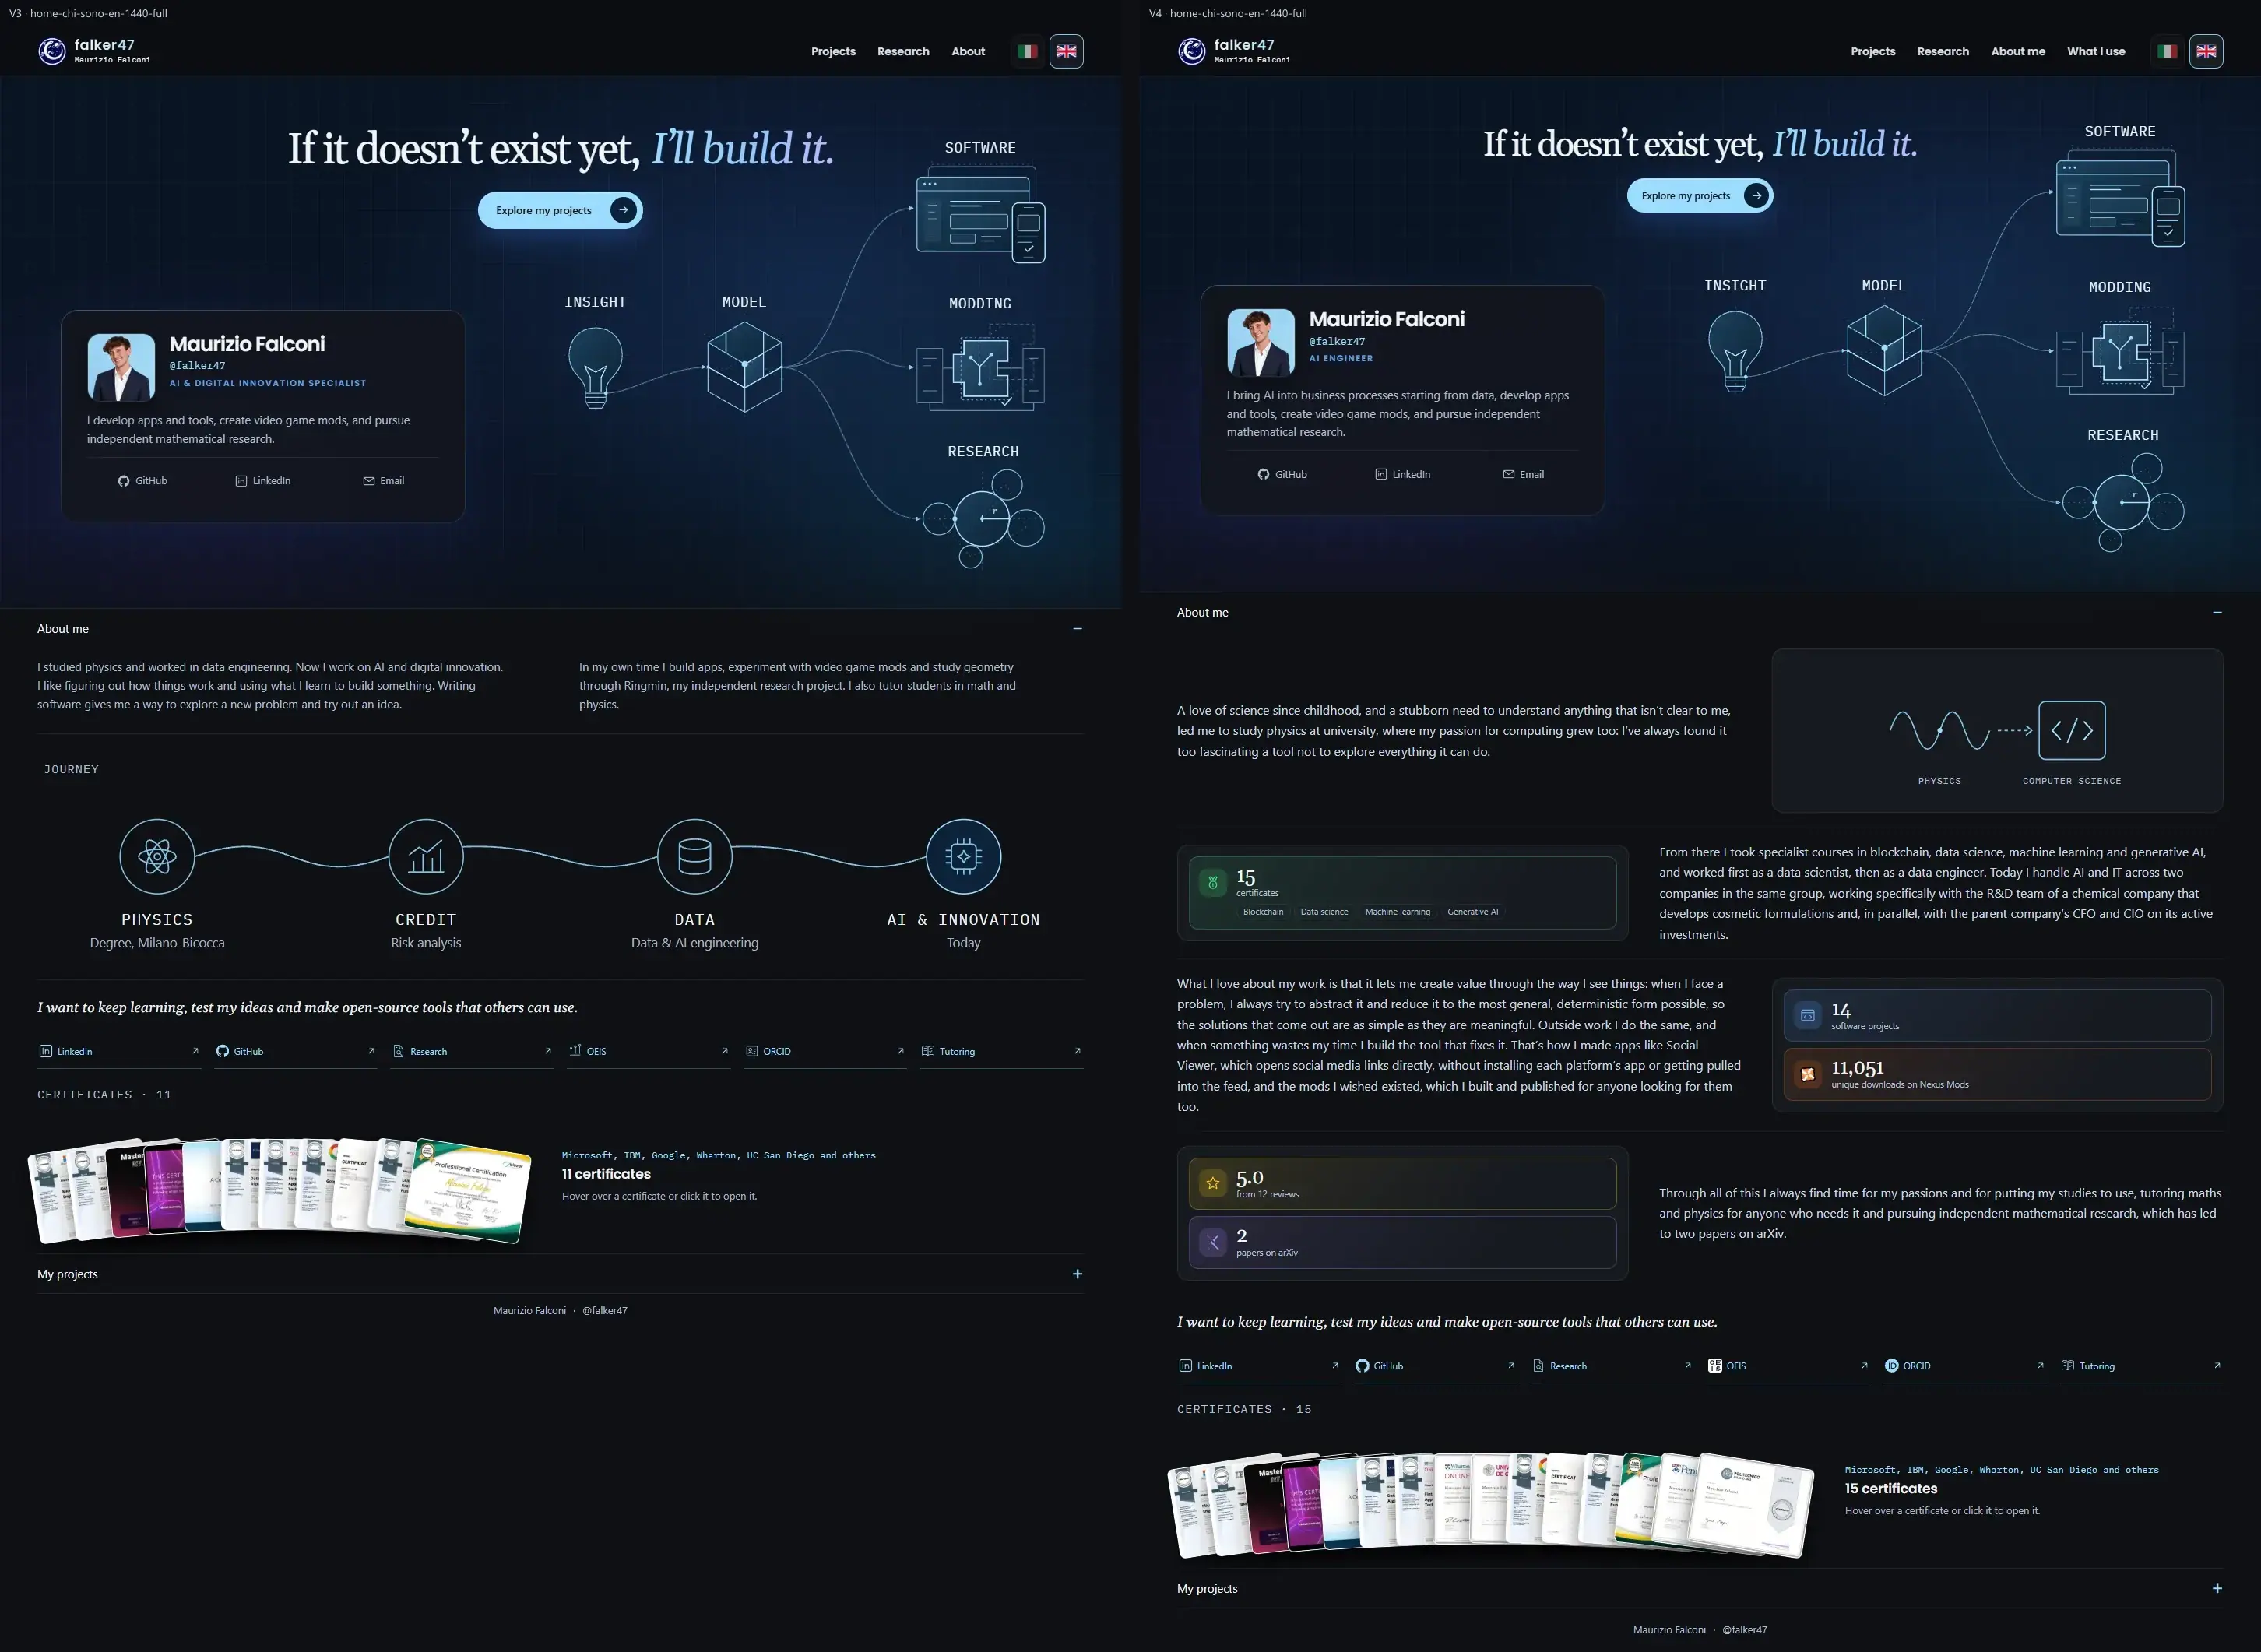 V3 · home-chi-sono-en-1440-full
falker47
Maurizio Falconi
Projects
Research
About
If it doesn’t exist yet, I’ll build it.
Explore my projects
SOFTWARE
INSIGHT
MODEL
MODDING
RESEARCH
r
Maurizio Falconi
@falker47
AI & DIGITAL INNOVATION SPECIALIST
I develop apps and tools, create video game mods, and pursue
independent mathematical research.
GitHub
LinkedIn
Email
About me
I studied physics and worked in data engineering. Now I work on AI and digital innovation.
I like figuring out how things work and using what I learn to build something. Writing
software gives me a way to explore a new problem and try out an idea.
In my own time I build apps, experiment with video game mods and study geometry
through Ringmin, my independent research project. I also tutor students in math and
physics.
JOURNEY
PHYSICS
Degree, Milano-Bicocca
CREDIT
Risk analysis
DATA
Data & AI engineering
AI & INNOVATION
Today
I want to keep learning, test my ideas and make open-source tools that others can use.
LinkedIn
GitHub
Research
OEIS
ORCID
Tutoring
CERTIFICATES · 11
Professional Certification
Microsoft, IBM, Google, Wharton, UC San Diego and others
11 certificates
Hover over a certificate or click it to open it.
My projects
Maurizio Falconi · @falker47
V4 · home-chi-sono-en-1440-full
falker47
Maurizio Falconi
Projects
Research
About me
What I use
If it doesn’t exist yet, I’ll build it.
Explore my projects
SOFTWARE
INSIGHT
MODEL
MODDING
RESEARCH
r
Maurizio Falconi
@falker47
AI ENGINEER
I bring AI into business processes starting from data, develop apps
and tools, create video game mods, and pursue independent
mathematical research.
GitHub
LinkedIn
Email
About me
A love of science since childhood, and a stubborn need to understand anything that isn’t clear to me,
led me to study physics at university, where my passion for computing grew too: I’ve always found it
too fascinating a tool not to explore everything it can do.
PHYSICS
COMPUTER SCIENCE
15
certificates
Blockchain
Data science
Machine learning
Generative AI
From there I took specialist courses in blockchain, data science, machine learning and generative AI,
and worked first as a data scientist, then as a data engineer. Today I handle AI and IT across two
companies in the same group, working specifically with the R&D team of a chemical company that
develops cosmetic formulations and, in parallel, with the parent company’s CFO and CIO on its active
investments.
What I love about my work is that it lets me create value through the way I see things: when I face a
problem, I always try to abstract it and reduce it to the most general, deterministic form possible, so
the solutions that come out are as simple as they are meaningful. Outside work I do the same, and
when something wastes my time I build the tool that fixes it. That’s how I made apps like Social
Viewer, which opens social media links directly, without installing each platform’s app or getting pulled
into the feed, and the mods I wished existed, which I built and published for anyone looking for them
too.
14
software projects
11,051
unique downloads on Nexus Mods
5.0
from 12 reviews
2
papers on arXiv
Through all of this I always find time for my passions and for putting my studies to use, tutoring maths
and physics for anyone who needs it and pursuing independent mathematical research, which has led
to two papers on arXiv.
I want to keep learning, test my ideas and make open-source tools that others can use.
LinkedIn
GitHub
Research
OEIS
ORCID
Tutoring
CERTIFICATES · 15
Microsoft, IBM, Google, Wharton, UC San Diego and others
15 certificates
Hover over a certificate or click it to open it.
My projects
Maurizio Falconi · @falker47